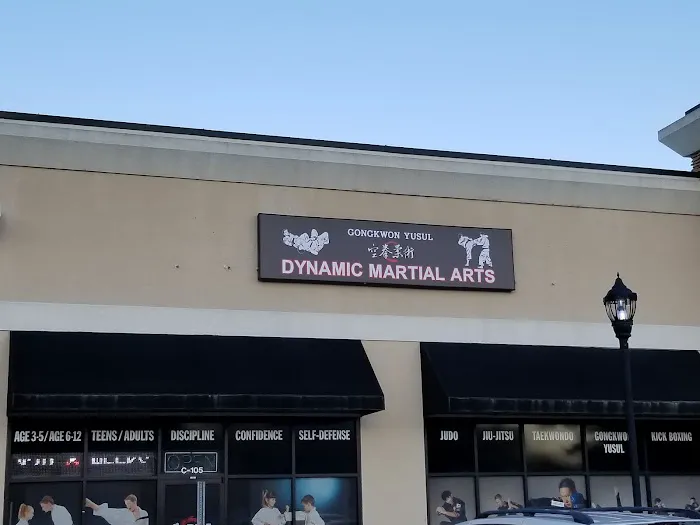 GONGKWON YUSUL
空拳柔術
DYNAMIC MARTIAL ARTS
AGE 3-5 / AGE 6-12
TEENS / ADULTS
DISCIPLINE
CONFIDENCE
SELF-DEFENSE
OPEN
C-105
JUDO
JIU-JITSU
TAEKWONDO
GONGKWON
YUSUL
KICK BOXING